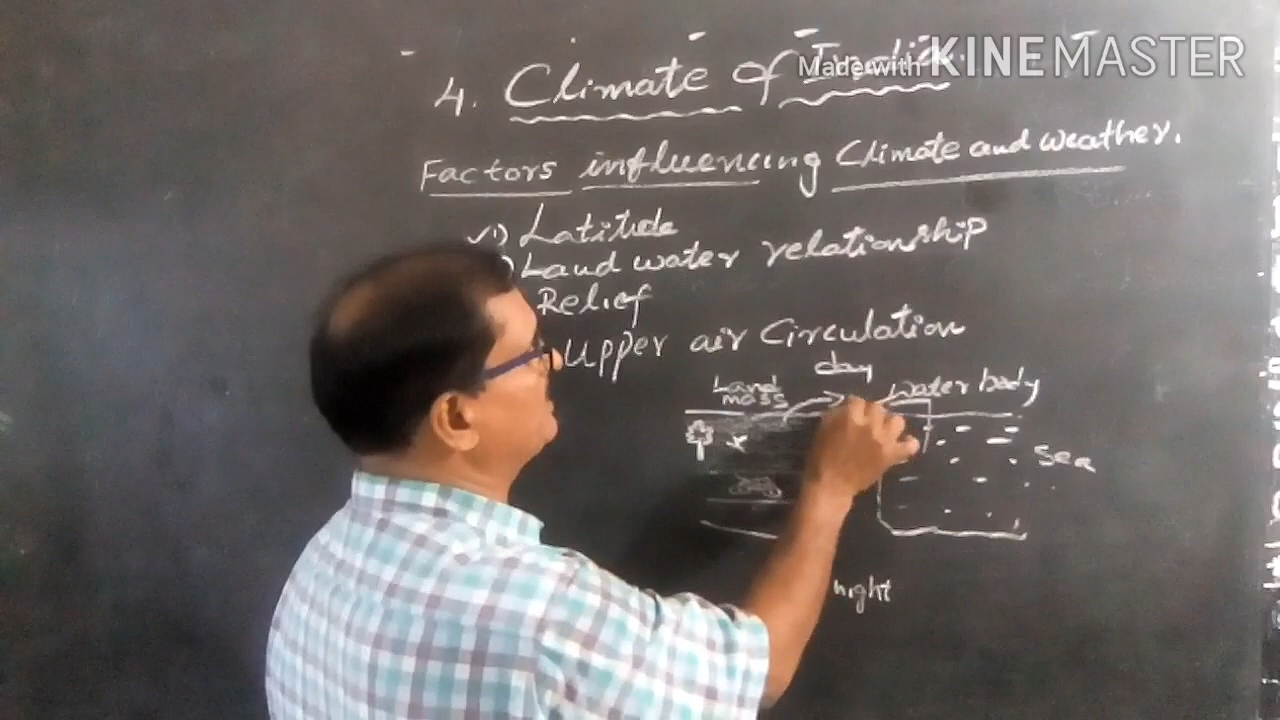 4. Climate of India.
Made with KINEMASTER
Factors influencing Climate and weather.
✓1) Latitude
) Land water relationship
Relief
Upper air Circulation
day
Land mass
Water body
Sea
night